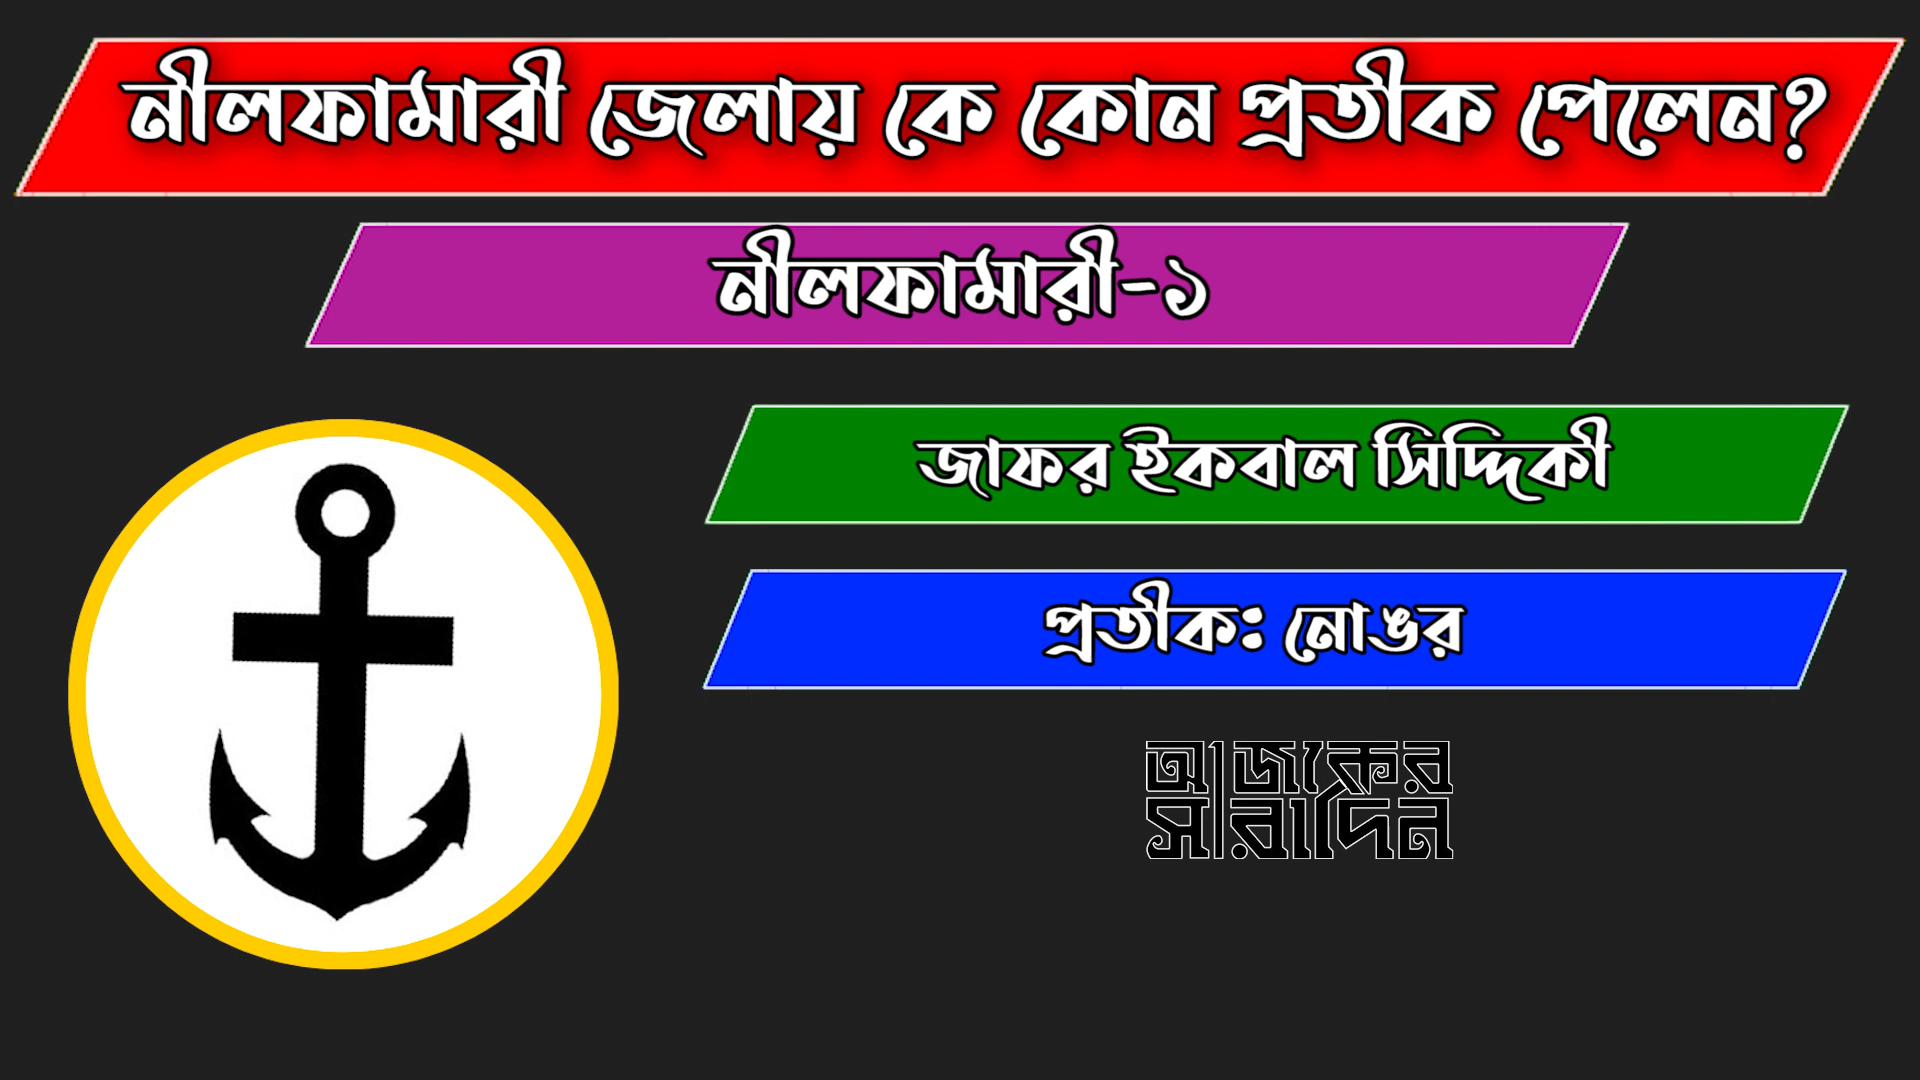 নীলফামারী জেলায় কে কোন প্রতীক পেলেন?
নীলফামারী-১
জাফর ইকবাল সিদ্দিকী
প্রতীক: নোঙর
আজকের
সারাদিন